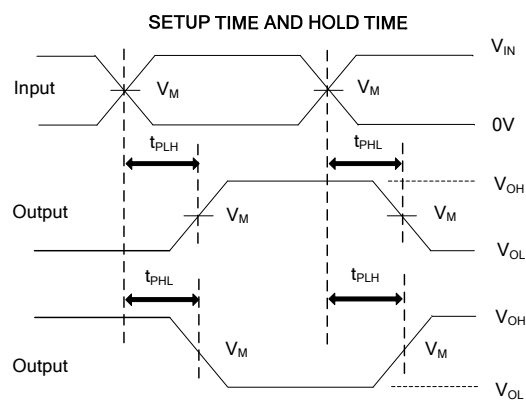 SETUP TIME AND HOLD TIME
V_IN
Input
V_M
V_M
0V
t_PLH
t_PHL
V_OH
Output
V_M
V_M
V_OL
t_PHL
t_PLH
V_OH
V_M
V_M
Output
V_OL